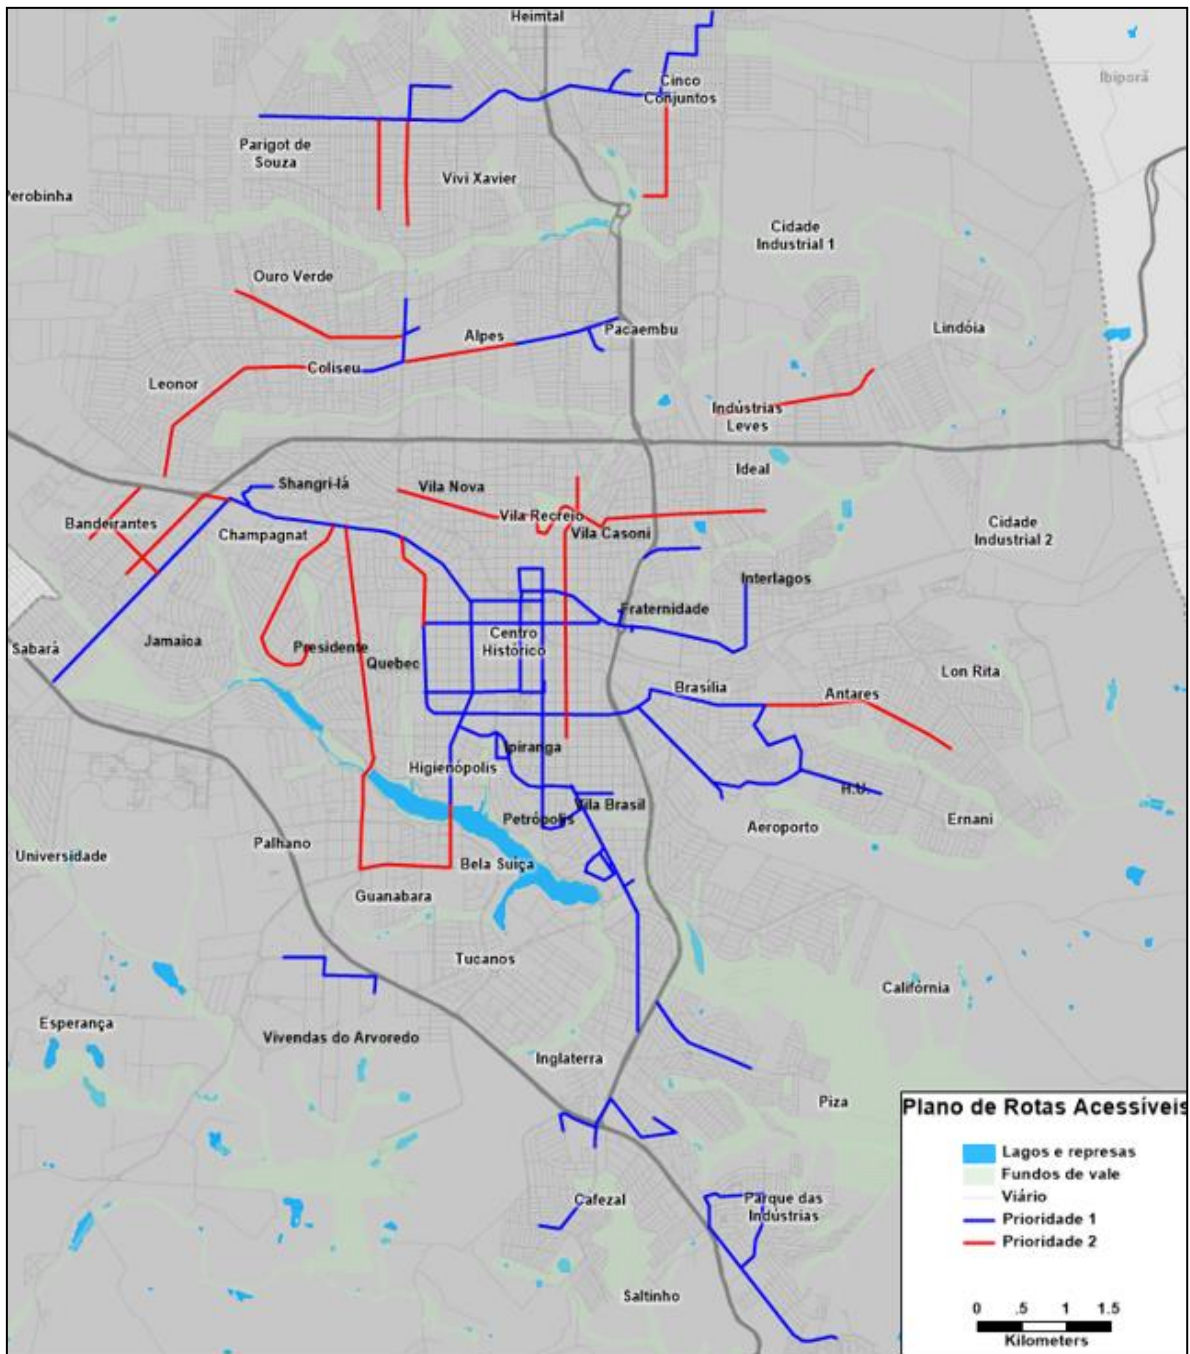 Heimtal
Ibiporã
Cinco
Conjuntos
Parigot de
Souza
Vivi Xavier
Perobinha
Cidade
Industrial 1
Ouro Verde
Lindóia
Alpes
Pacaembu
Coliseu
Leonor
Indústrias
Leves
Ideal
Shangri-lá
Vila Nova
Vila Recreio
Bandeirantes
Champagnat
Vila Casoni
Cidade
Industrial 2
Interlagos
Fraternidade
Centro
Histórico
Jamaica
Presidente
Sabará
Quebec
Lon Rita
Brasília
Antares
Ipiranga
Higienópolis
H.U.
Vila Brasil
Petrópolis
Aeroporto
Ernani
Palhano
Universidade
Bela Suiça
Guanabara
Tucanos
Califórnia
Esperança
Vivendas do Arvoredo
Inglaterra
Piza
Cafezal
Parque das
Indústrias
Saltinho
Plano de Rotas Acessíveis
Lagos e represas
Fundos de vale
Viário
Prioridade 1
Prioridade 2
0 .5 1 1.5
Kilometers